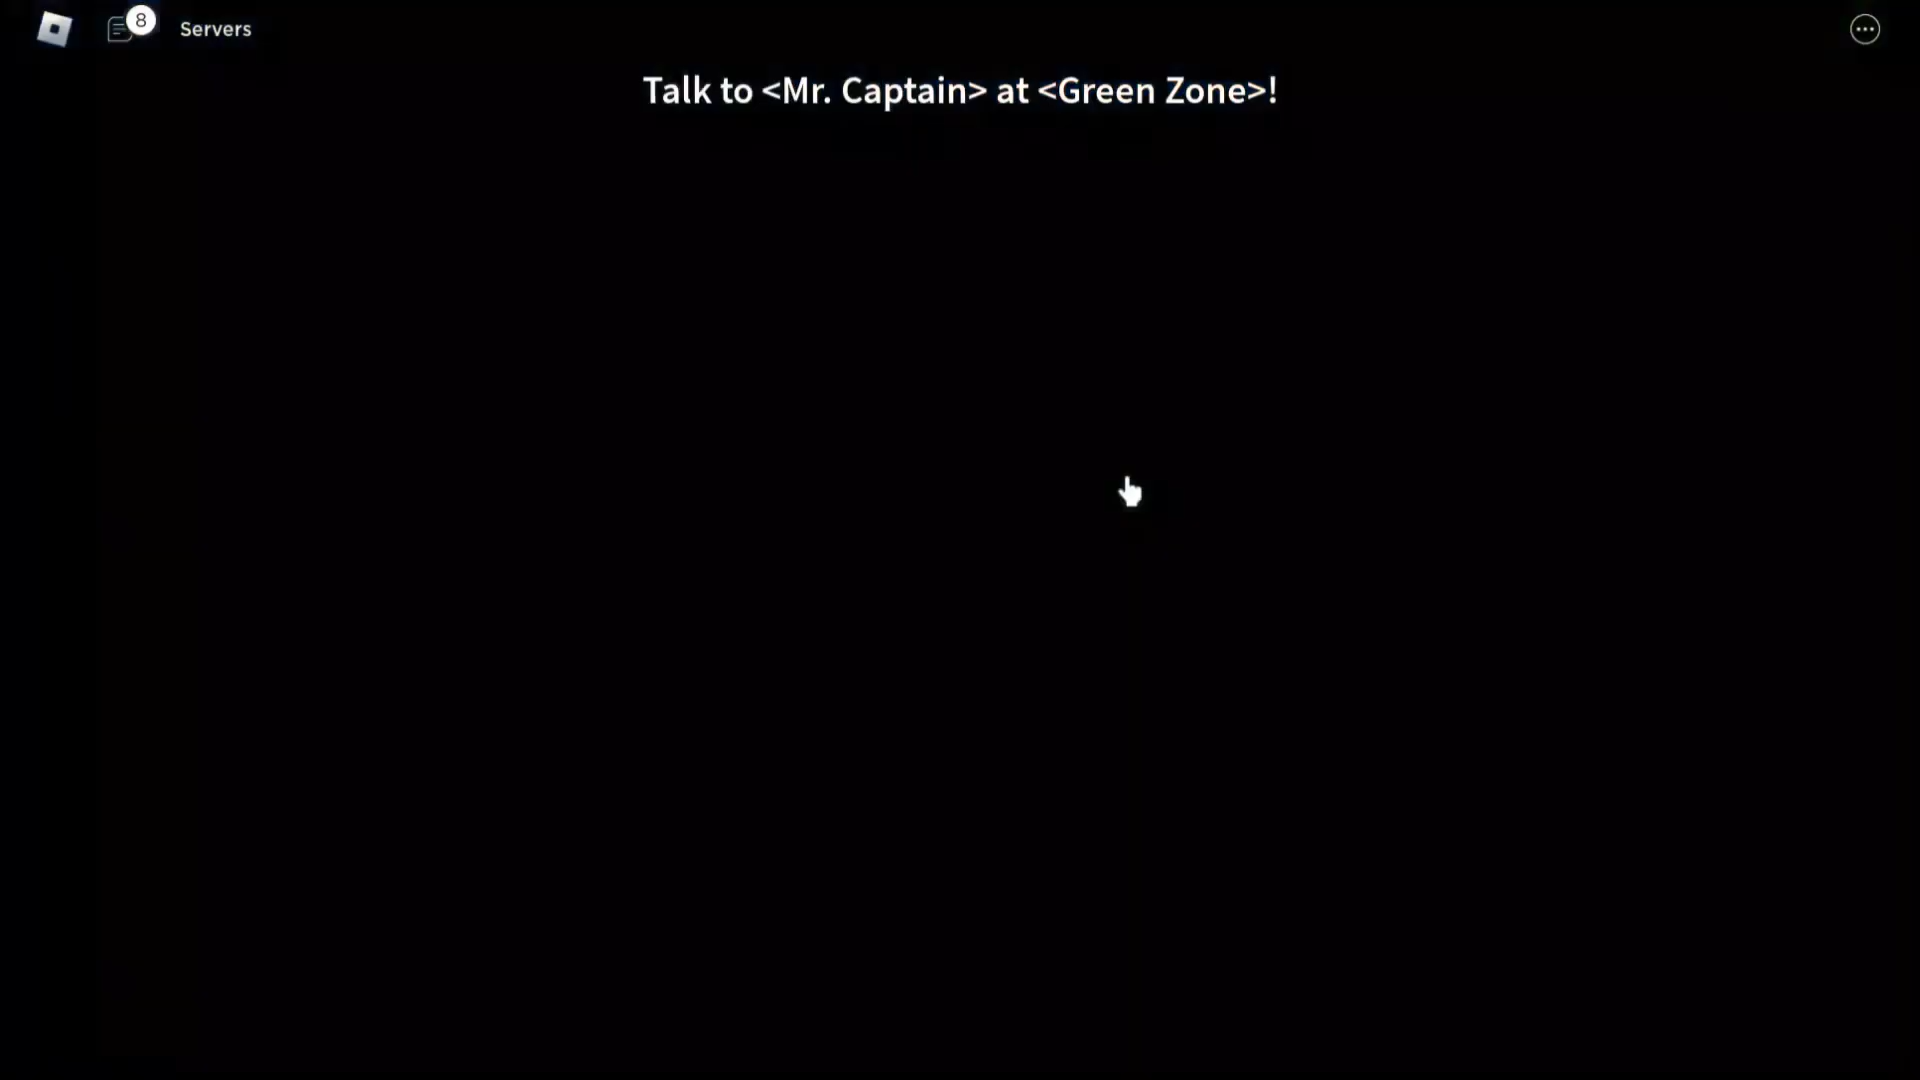 8
Servers
Talk to <Mr. Captain> at <Green Zone>!